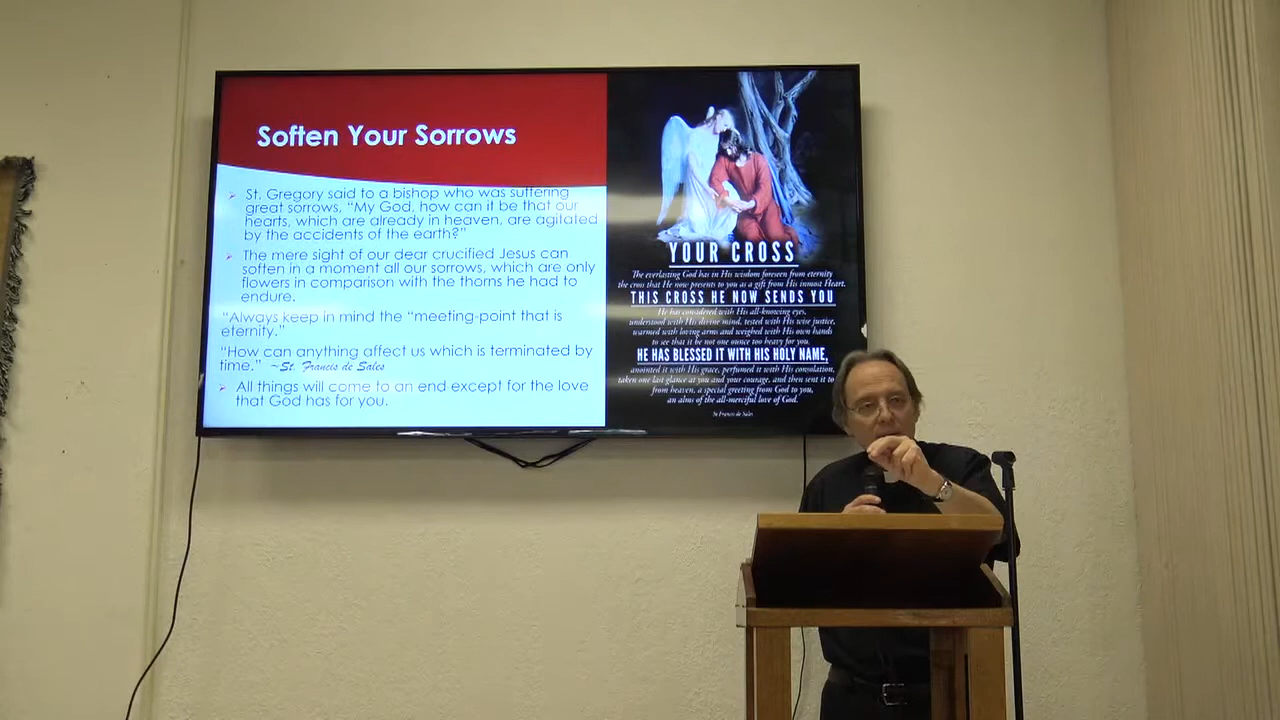 Soften Your Sorrows
St. Gregory said to a bishop who was suffering
great sorrows, “My God, how can it be that our
hearts, which are already in heaven, are agitated
by the accidents of the earth?”
The mere sight of our dear crucified Jesus can
soften in a moment all our sorrows, which are only
flowers in comparison with the thorns he had to
endure.
“Always keep in mind the “meeting-point that is
eternity.”
“How can anything affect us which is terminated by
time.” ~St. Francis de Sales
All things will come to an end except for the love
that God has for you.
YOUR CROSS
The everlasting God has in His wisdom foreseen from eternity
the cross that He now presents to you as a gift from His inmost Heart.
THIS CROSS HE NOW SENDS YOU
He has considered with His all-knowing eyes,
understood with His divine mind, tested with His wise justice,
warmed with loving arms and weighed with His own hands
to see that it be not one ounce too heavy for you.
HE HAS BLESSED IT WITH HIS HOLY NAME,
anointed it with His grace, perfumed it with His consolation,
taken one last glance at you and your courage, and then sent it to
from heaven, a special greeting from God to you,
an alms of the all-merciful love of God.
St Francis de Sales